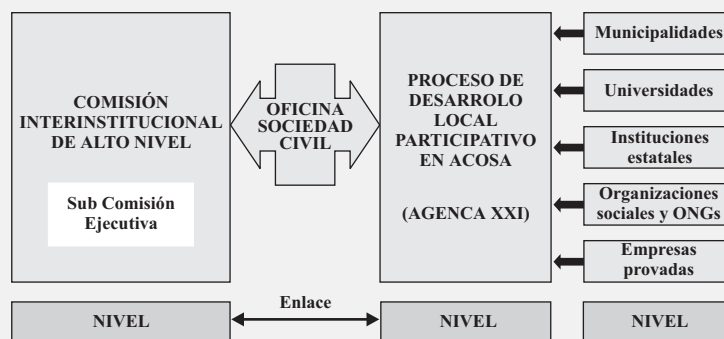 COMISIÓN
INTERINSTITUCIONAL
DE ALTO NIVEL
Sub Comisión
Ejecutiva
OFICINA
SOCIEDAD
CIVIL
PROCESO DE
DESARROLO
LOCAL
PARTICIPATIVO
EN ACOSA
(AGENCA XXI)
Municipalidades
Universidades
Instituciones
estatales
Organizaciones
sociales y ONGs
Empresas
provadas
NIVEL
Enlace
NIVEL
NIVEL